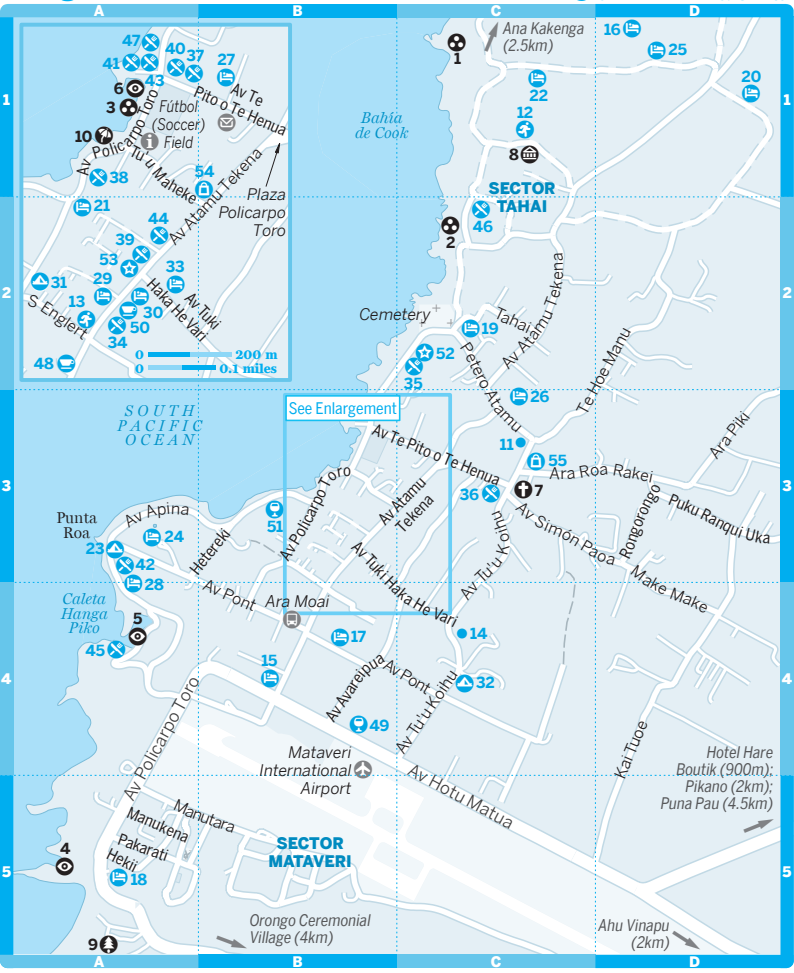 A B C D
47
40
41
43
37
27
6
3
10
Av Te
Pito o Te Henua
Fútbol
(Soccer)
Field
Av Policarpo Toro
Tu'u Maheke
38
54
Av Atamu Tekena
Plaza
Policarpo
Toro
21
44
39
53
31
29
33
13
30
50
34
48
S Englert
Haka He Vari
Av Tuki
0 200 m
0 0.1 miles
1
Ana Kakenga
(2.5km)
16
25
20
22
12
8
Bahía
de Cook
SECTOR
TAHAI
46
2
1
1
2
2
Cemetery
19
Tahai
Av Atamu Tekena
52
35
Petero Atamu
Te Hoe Manu
26
SOUTH
PACIFIC
OCEAN
See Enlargement
Av Te Pito o Te Henua
11
55
36
7
Ara Roa Rakei
Ara Piki
3
3
Av Policarpo Toro
Av Atamu
Tekena
Punta
Roa
Av Apina
51
24
23
42
28
Hetereki
Av Tu'u Koihu
Av Simón Paoa
Rongorongo
Puku Ranqui Uka
Make Make
Av Tuki Haka He Vari
Av Pont
Ara Moai
Caleta
Hanga
Piko
5
45
17
14
4
4
15
Av Pont
32
Av Avareipua
Av Tu'u Koihu
49
Av Policarpo Toro
Mataveri
International
Airport
Av Hotu Matua
Kai Tuoe
Hotel Hare
Boutik (900m);
Pikano (2km);
Puna Pau (4.5km)
Manutara
Manukena
Pakarati
Hekii
SECTOR
MATAVERI
4
18
5
5
9
Orongo Ceremonial
Village (4km)
Ahu Vinapu
(2km)
A B C D